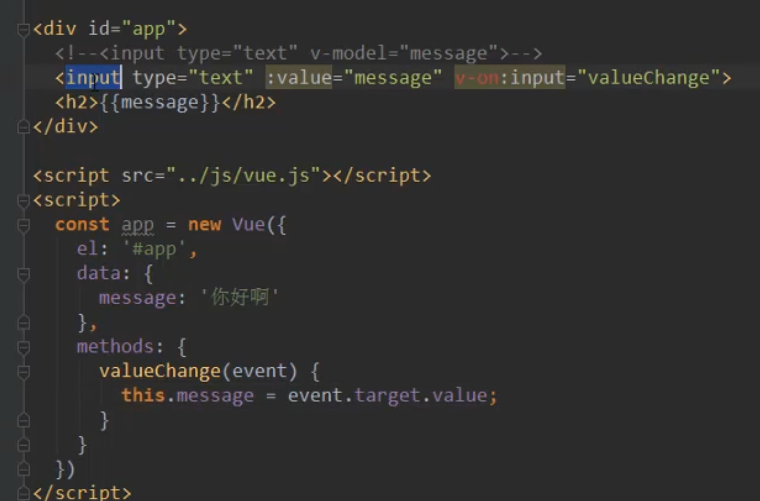 <div id="app">
<!--<input type="text" v-model="message">-->
<input type="text" :value="message" v-on:input="valueChange">
<h2>{{message}}</h2>
</div>
<script src="../js/vue.js"></script>
<script>
const app = new Vue({
el: '#app',
data: {
message: '你好啊'
},
methods: {
valueChange(event) {
this.message = event.target.value;
}
}
})
</script>